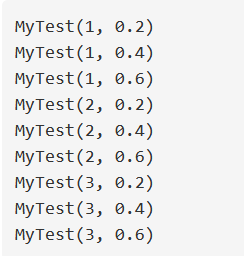 MyTest(1, 0.2)
MyTest(1, 0.4)
MyTest(1, 0.6)
MyTest(2, 0.2)
MyTest(2, 0.4)
MyTest(2, 0.6)
MyTest(3, 0.2)
MyTest(3, 0.4)
MyTest(3, 0.6)